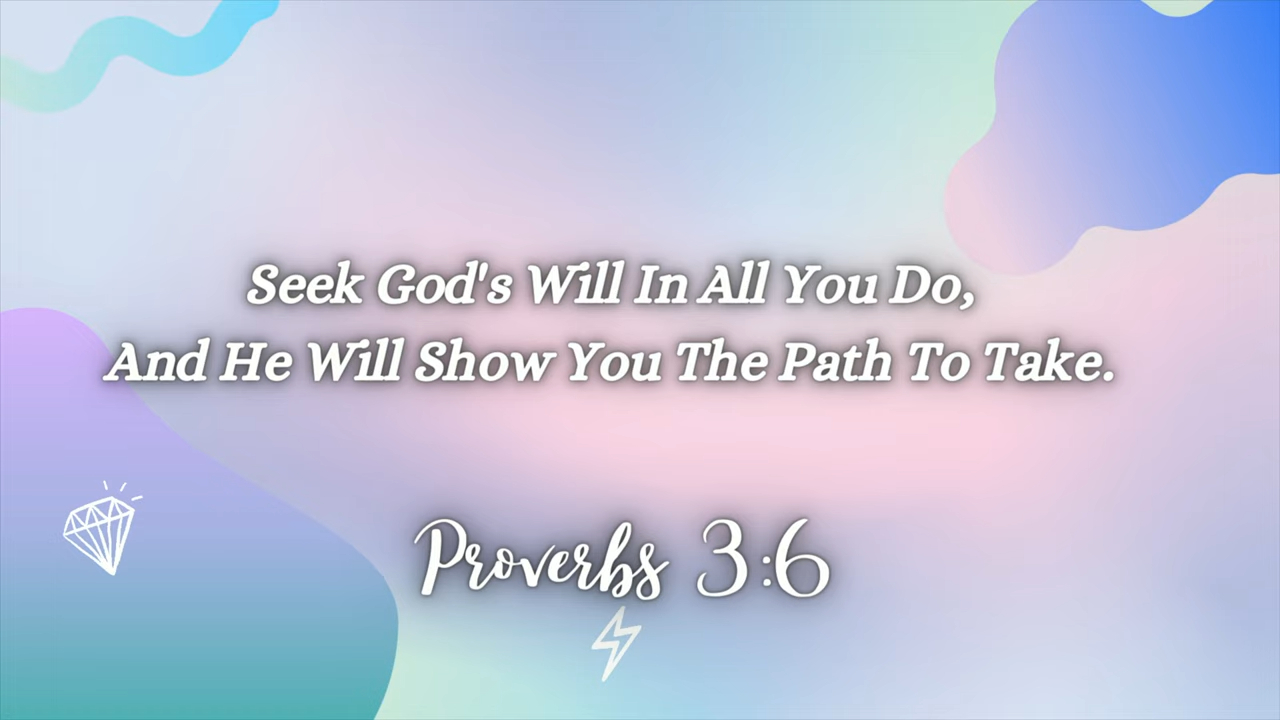 Seek God's Will In All You Do,
And He Will Show You The Path To Take.
Proverbs 3:6